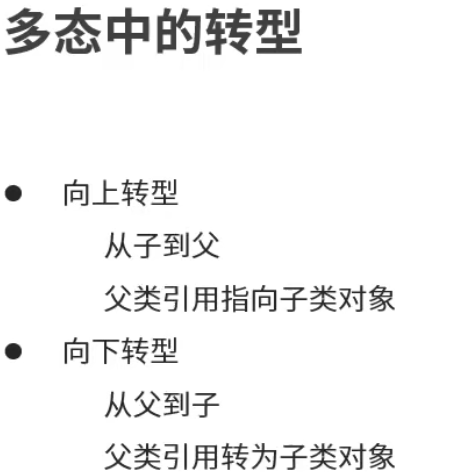 多态中的转型
● 向上转型
从子到父
父类引用指向子类对象
● 向下转型
从父到子
父类引用转为子类对象